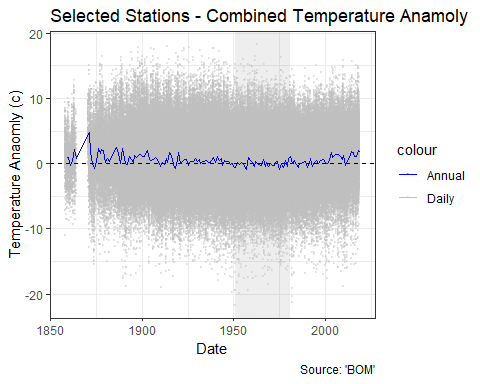 Selected Stations - Combined Temperature Anamoly
Temperature Anaomly (c)
20
10
0
-10
-20
1850
1900
1950
2000
Date
colour
Annual
Daily
Source: 'BOM'